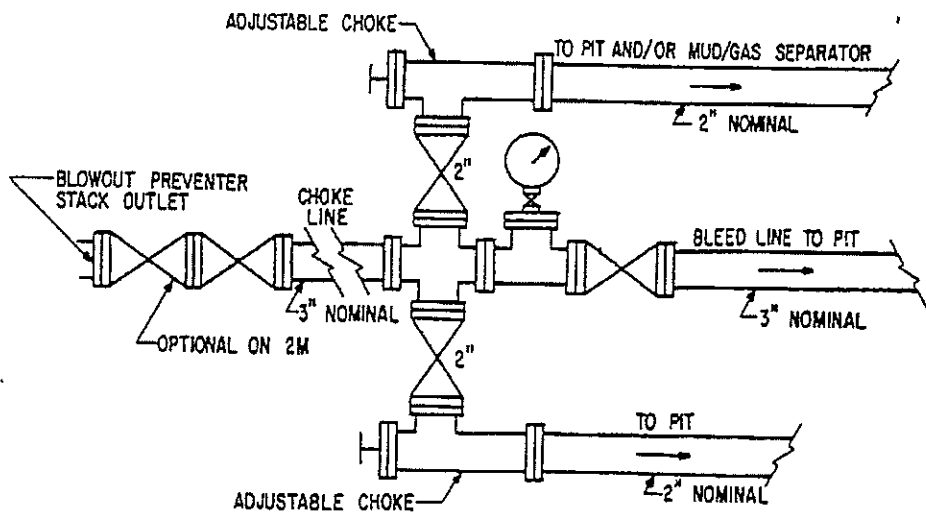 ADJUSTABLE CHOKE
TO PIT AND/OR MUD/GAS SEPARATOR
2" NOMINAL
2"
BLOWOUT PREVENTER
STACK OUTLET
CHOKE
LINE
BLEED LINE TO PIT
3" NOMINAL
3" NOMINAL
OPTIONAL ON 2M
2"
TO PIT
2" NOMINAL
ADJUSTABLE CHOKE